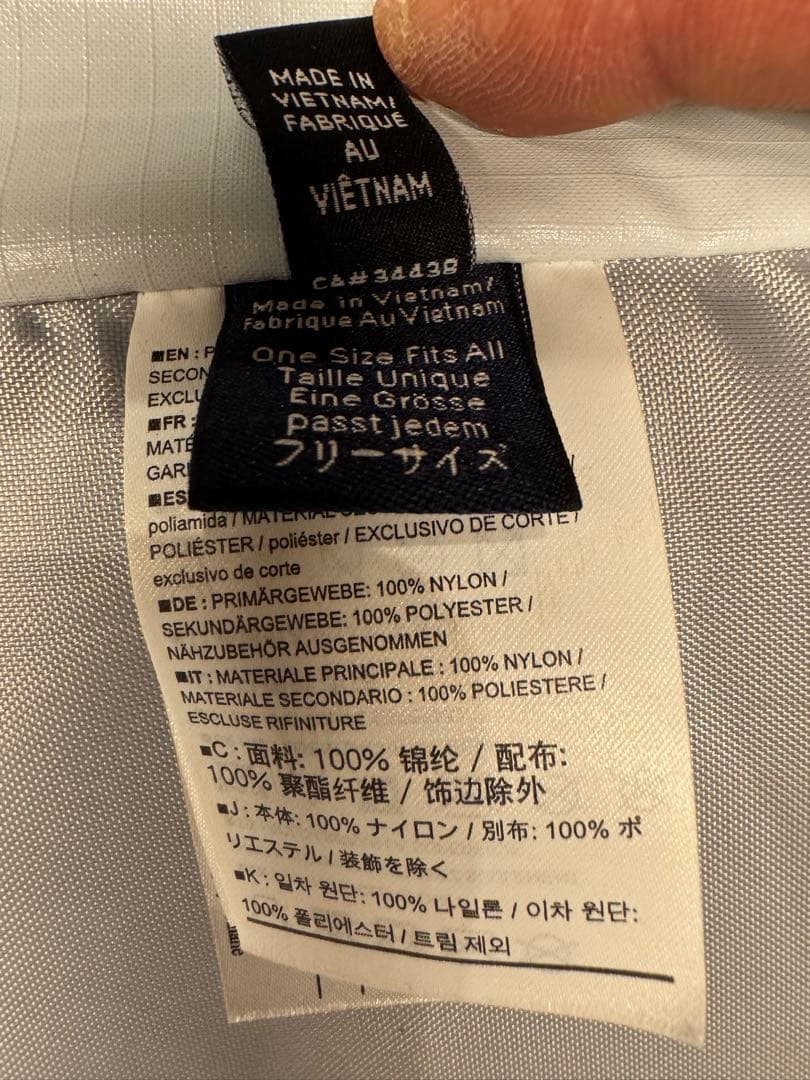 MADE IN
VIETNAM/
FABRIQUÉ
AU
VIÊTNAM
CA#34438
Made in Vietnam/
Fabrique Au Vietnam
One Size Fits All
Taille Unique
Eine Grösse
passt jedem
フリーサイズ
■EN : P
SECON
EXCLU
■FR :
MATÉ
GARI
■ES
poliamida / MATERIAL
POLIÉSTER / poliéster / EXCLUSIVO DE CORTE /
exclusivo de corte
■DE : PRIMÄRGEWEBE: 100% NYLON /
SEKUNDÄRGEWEBE: 100% POLYESTER /
NÄHZUBEHÖR AUSGENOMMEN
■IT : MATERIALE PRINCIPALE : 100% NYLON /
MATERIALE SECONDARIO : 100% POLIESTERE /
ESCLUSE RIFINITURE
■C : 面料: 100% 锦纶 / 配布:
100% 聚酯纤维 / 饰边除外
■J : 本体: 100% ナイロン / 別布: 100% ポ
リエステル / 装飾を除く
■K : 일차 원단: 100% 나일론 / 이차 원단:
100% 폴리에스터 / 트림 제외